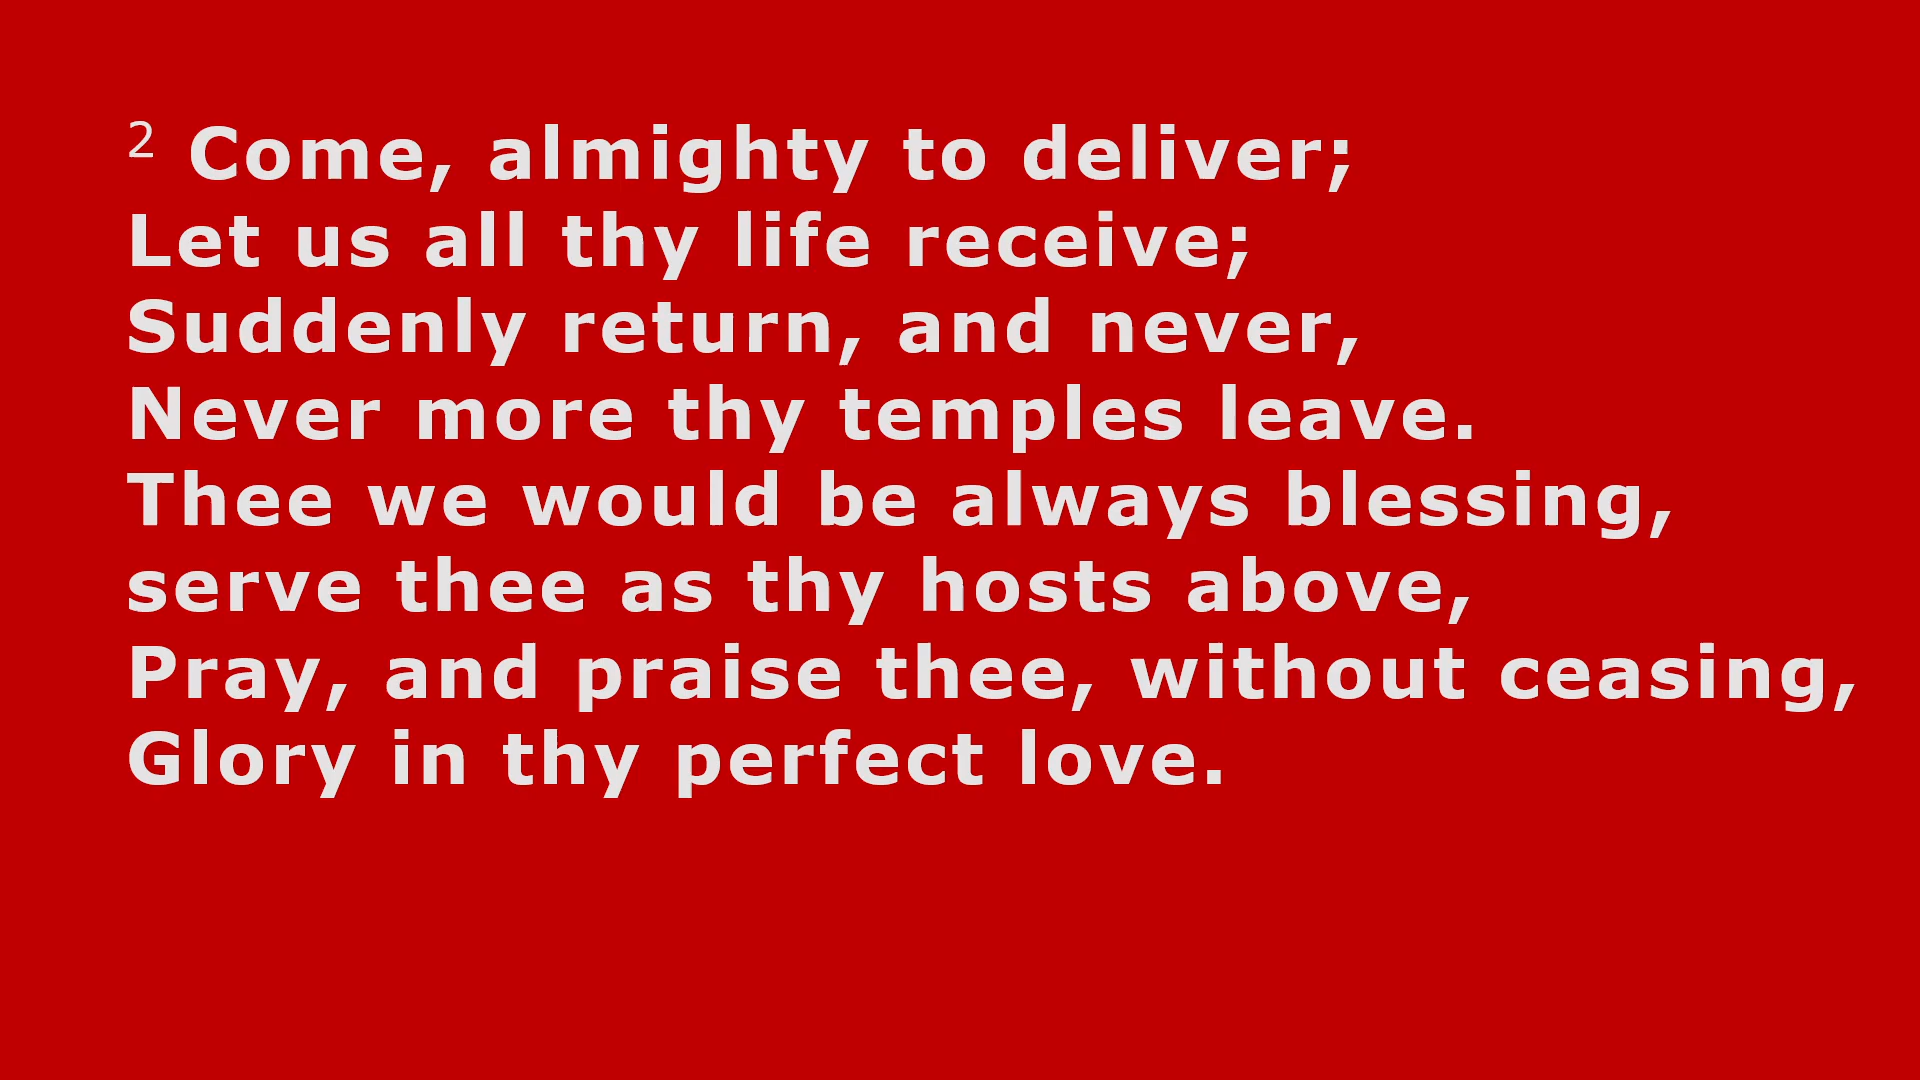 2 Come, almighty to deliver;
Let us all thy life receive;
Suddenly return, and never,
Never more thy temples leave.
Thee we would be always blessing,
serve thee as thy hosts above,
Pray, and praise thee, without ceasing,
Glory in thy perfect love.